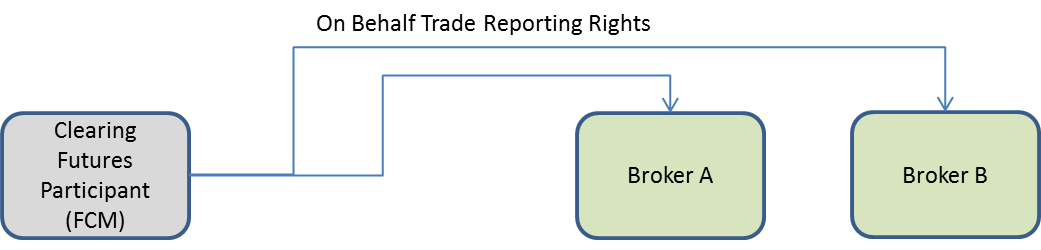 On Behalf Trade Reporting Rights
Clearing
Futures
Participant
(FCM)
Broker A
Broker B